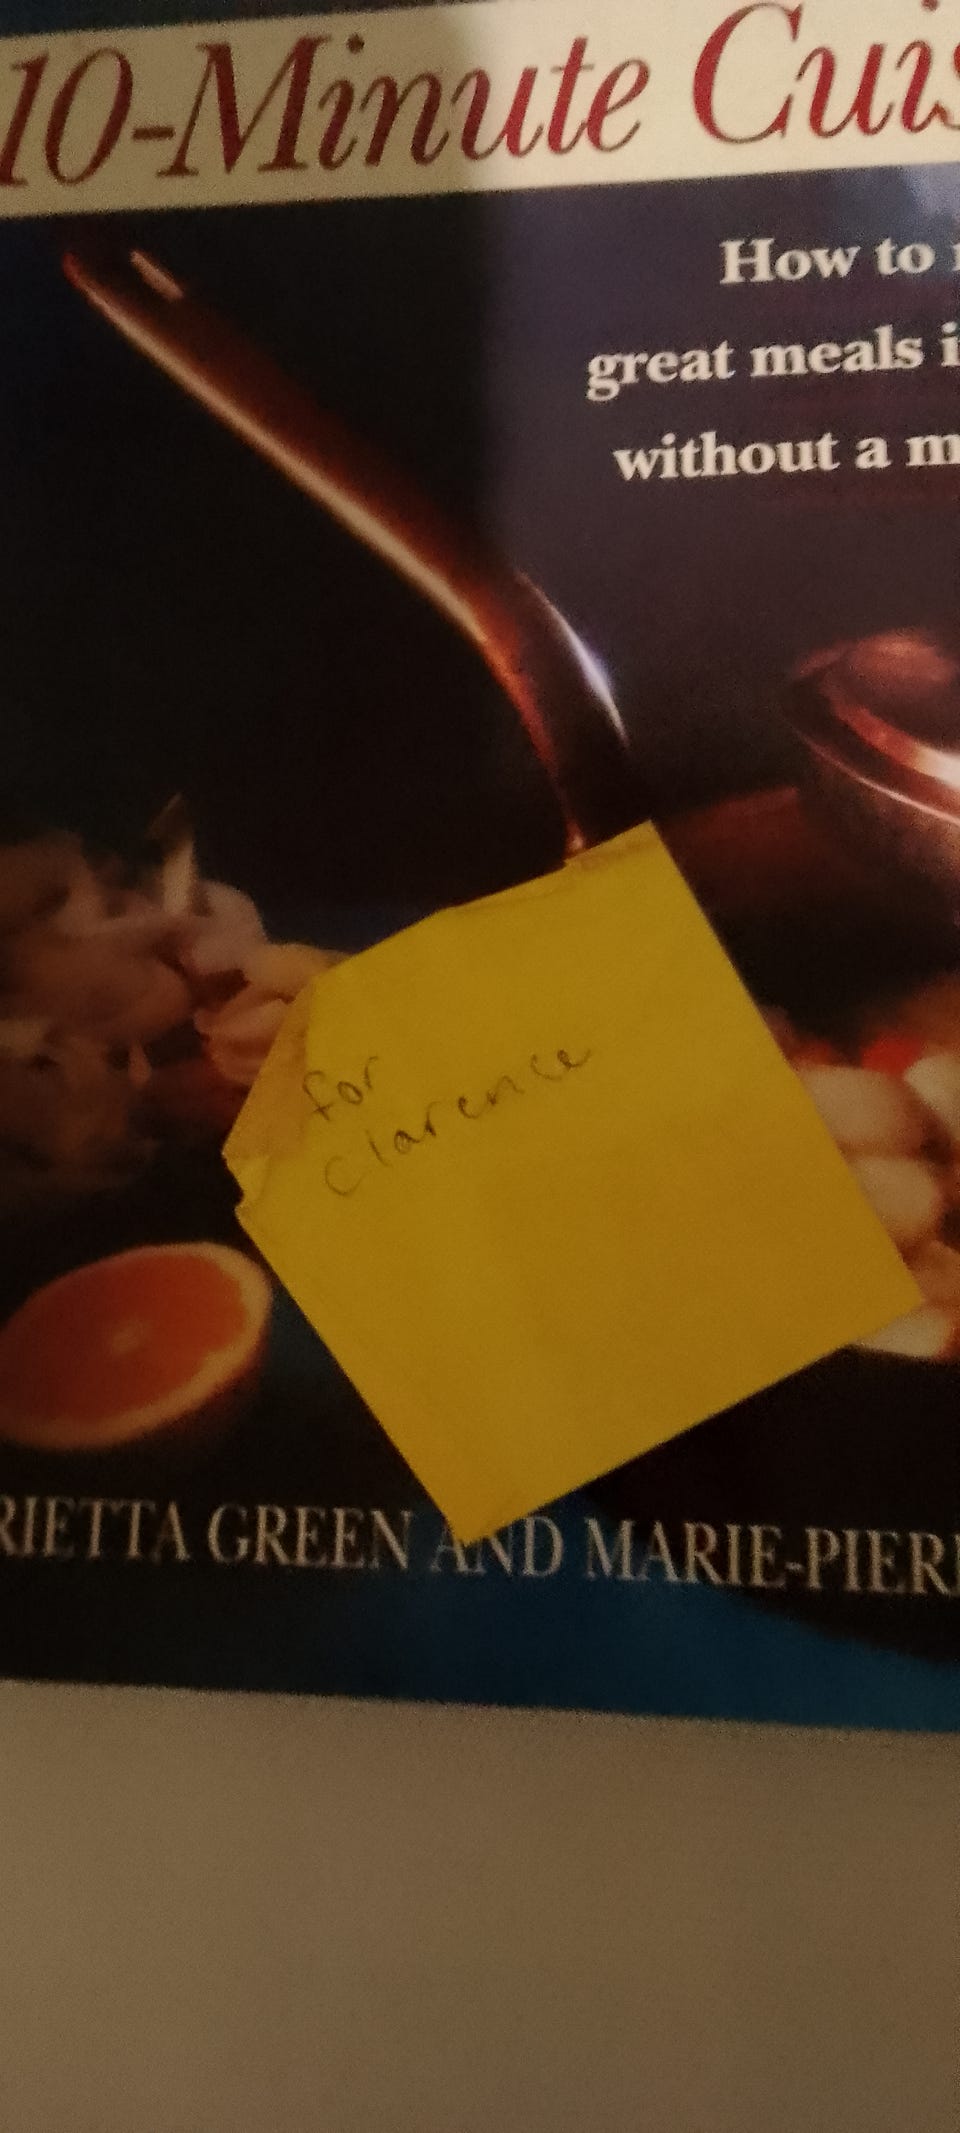 10-Minute Cuis
How to
great meals i
without a m
for
Clarence
RIETTA GREEN AND MARIE-PIER